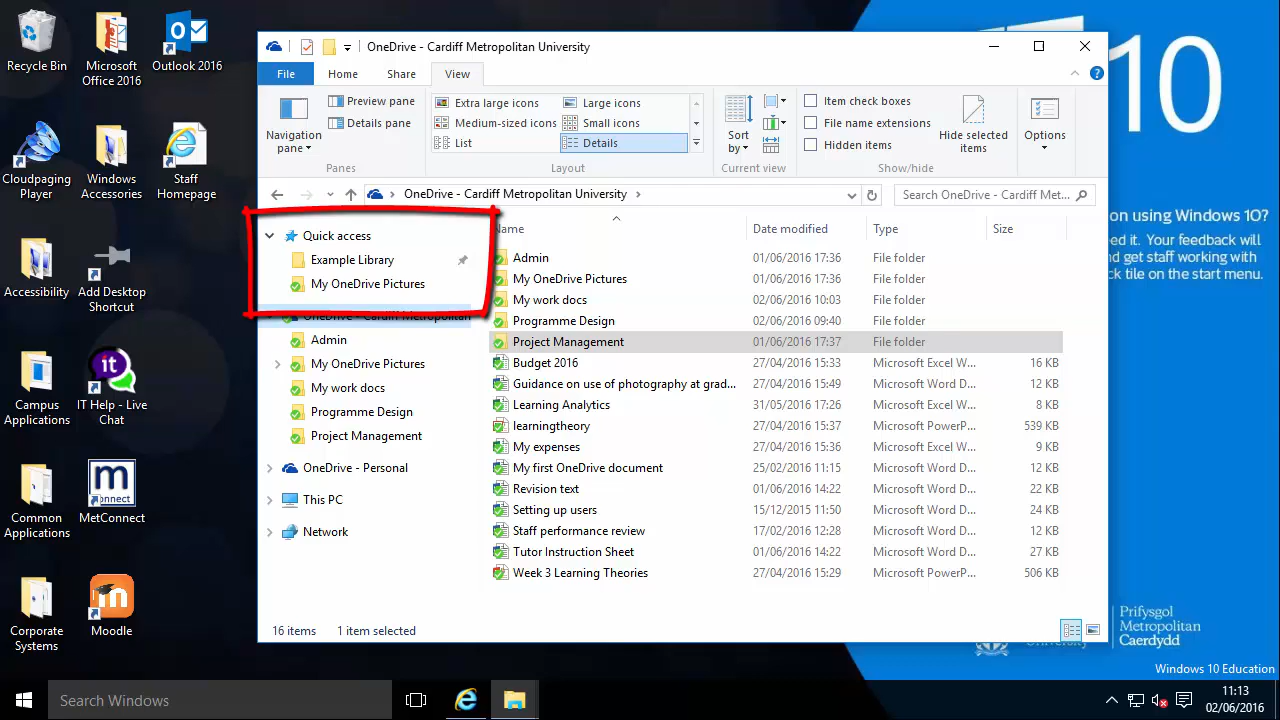 Recycle Bin
Microsoft
Office 2016
Outlook 2016
Cloudpaging
Player
Windows
Accessories
Staff
Homepage
Accessibility
Add Desktop
Shortcut
Campus
Applications
it
IT Help - Live
Chat
Common
Applications
m
connect
MetConnect
Corporate
Systems
Moodle
OneDrive - Cardiff Metropolitan University
File Home Share View
Navigation
pane
Preview pane
Details pane
Panes
Extra large icons Large icons
Medium-sized icons Small icons
List Details
Layout
Sort
by
Current view
Item check boxes
File name extensions
Hidden items
Hide selected
items
Show/hide
Options
OneDrive - Cardiff Metropolitan University
Search OneDrive - Cardiff Met...
Quick access
Example Library
My OneDrive Pictures
OneDrive - Cardiff Metropolitan
Admin
My OneDrive Pictures
My work docs
Programme Design
Project Management
OneDrive - Personal
This PC
Network
Name Date modified Type Size
Admin 01/06/2016 17:36 File folder
My OneDrive Pictures 01/06/2016 17:36 File folder
My work docs 02/06/2016 10:03 File folder
Programme Design 02/06/2016 09:40 File folder
Project Management 01/06/2016 17:37 File folder
Budget 2016 27/04/2016 15:33 Microsoft Excel W... 16 KB
Guidance on use of photography at grad... 27/04/2016 15:49 Microsoft Word D... 12 KB
Learning Analytics 31/05/2016 17:26 Microsoft Excel W... 8 KB
learningtheory 27/04/2016 15:37 Microsoft PowerP... 539 KB
My expenses 27/04/2016 15:36 Microsoft Excel W... 9 KB
My first OneDrive document 25/02/2016 11:15 Microsoft Word D... 12 KB
Revision text 01/06/2016 14:22 Microsoft Word D... 22 KB
Setting up users 15/12/2015 11:50 Microsoft Word D... 24 KB
Staff performance review 17/02/2016 12:28 Microsoft Word D... 12 KB
Tutor Instruction Sheet 01/06/2016 14:22 Microsoft Word D... 27 KB
Week 3 Learning Theories 27/04/2016 15:29 Microsoft PowerP... 506 KB
16 items 1 item selected
10
on using Windows 10?
ed it. Your feedback will
nd get staff working with
ck tile on the start menu.
University
Prifysgol
Metropolitan
Caerdydd
Windows 10 Education
Search Windows
11:13
02/06/2016